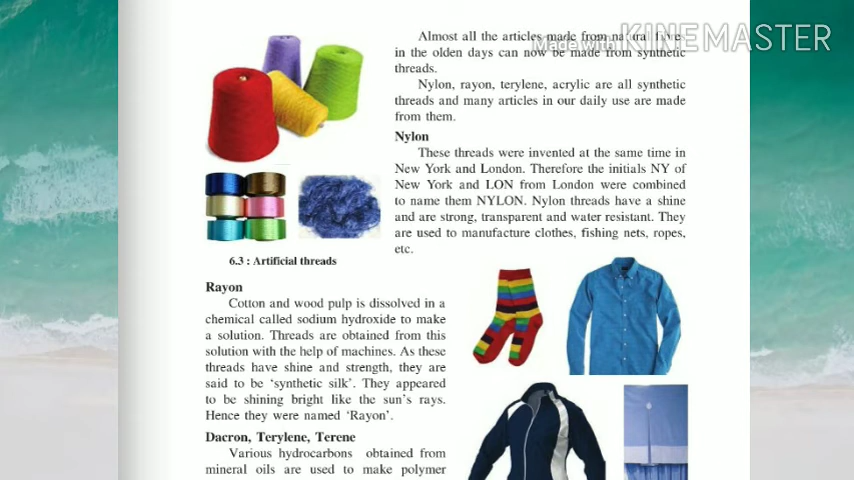 Made with KINEMASTER
Almost all the articles made from natural fibres
in the olden days can now be made from synthetic
threads.
Nylon, rayon, terylene, acrylic are all synthetic
threads and many articles in our daily use are made
from them.
Nylon
These threads were invented at the same time in
New York and London. Therefore the initials NY of
New York and LON from London were combined
to name them NYLON. Nylon threads have a shine
and are strong, transparent and water resistant. They
are used to manufacture clothes, fishing nets, ropes,
etc.
6.3 : Artificial threads
Rayon
Cotton and wood pulp is dissolved in a
chemical called sodium hydroxide to make
a solution. Threads are obtained from this
solution with the help of machines. As these
threads have shine and strength, they are
said to be ‘synthetic silk’. They appeared
to be shining bright like the sun’s rays.
Hence they were named ‘Rayon’.
Dacron, Terylene, Terene
Various hydrocarbons obtained from
mineral oils are used to make polymer